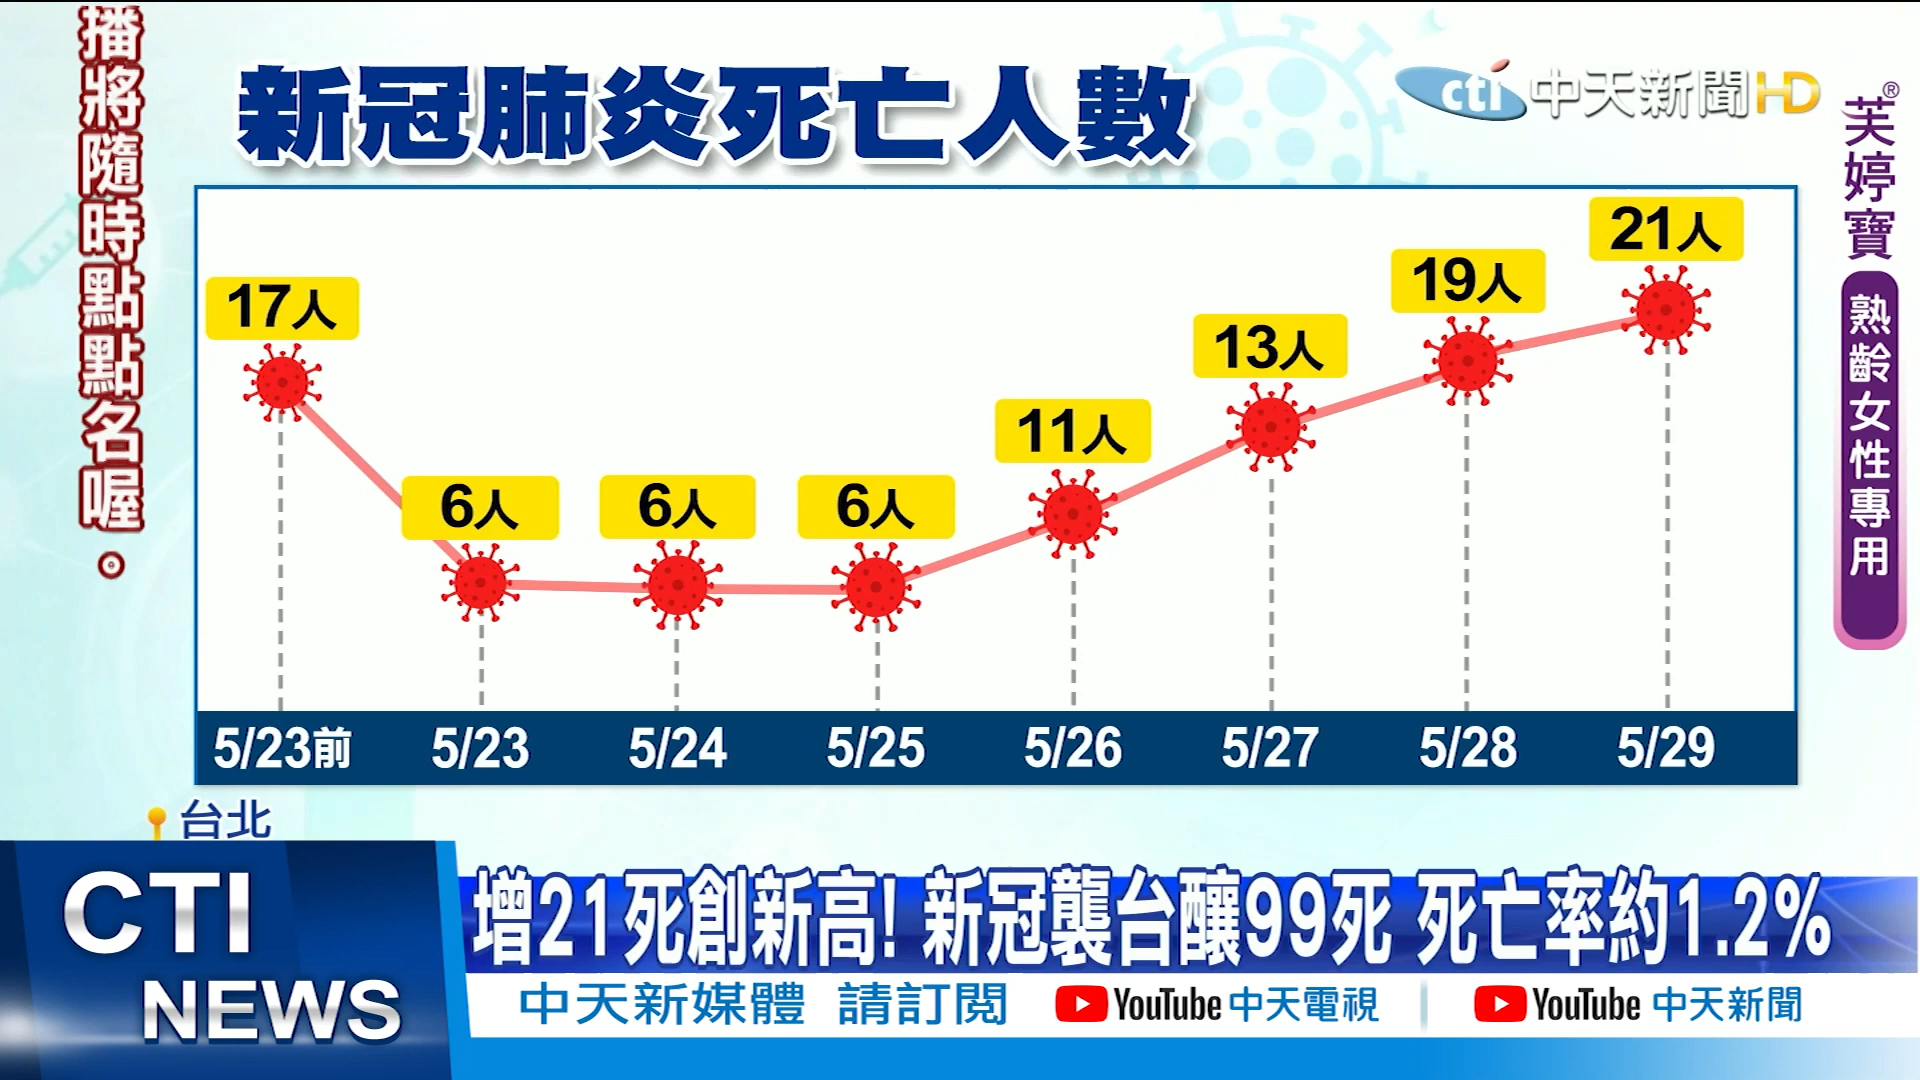 播將隨時點點名喔。
新冠肺炎死亡人數
cti 中天新聞HD
芙婷寶®
熟齡女性專用
17人
6人
6人
6人
11人
13人
19人
21人
5/23前
5/23
5/24
5/25
5/26
5/27
5/28
5/29
台北
CTI
NEWS
增21死創新高! 新冠襲台釀99死 死亡率約1.2%
中天新媒體 請訂閱 YouTube 中天電視 | YouTube 中天新聞